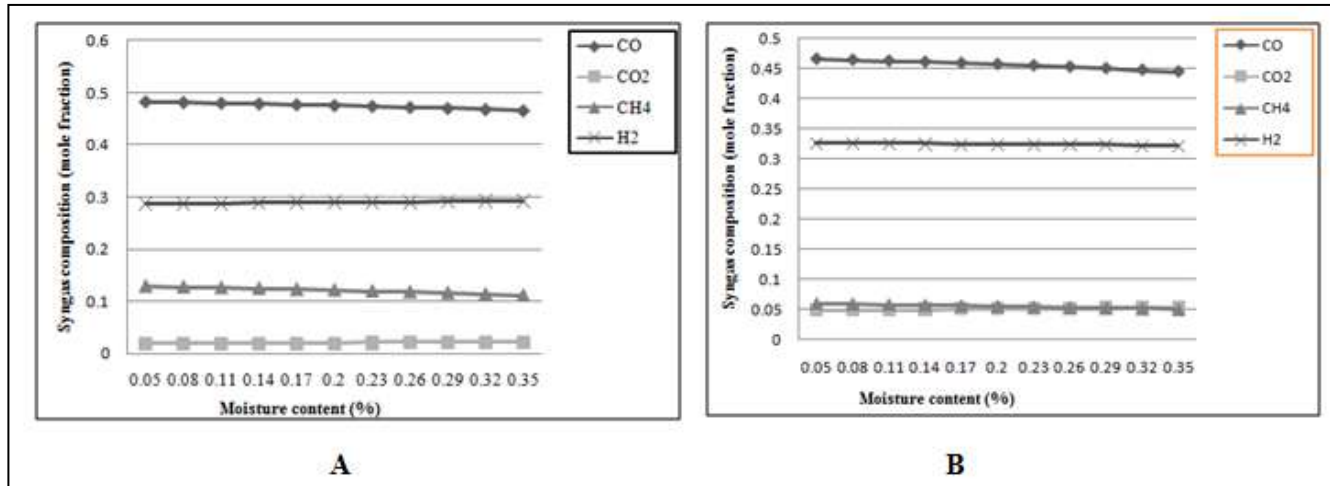 0.6
0.5
0.4
0.3
0.2
0.1
0
Syngas composition (mole fraction)
0.05 0.08 0.11 0.14 0.17 0.2 0.23 0.26 0.29 0.32 0.35
Moisture content (%)
CO
CO2
CH4
H2
A
0.5
0.45
0.4
0.35
0.3
0.25
0.2
0.15
0.1
0.05
0
Syngas composition (mole fraction)
0.05 0.08 0.11 0.14 0.17 0.2 0.23 0.26 0.29 0.32 0.35
Moisture content (%)
CO
CO2
CH4
H2
B